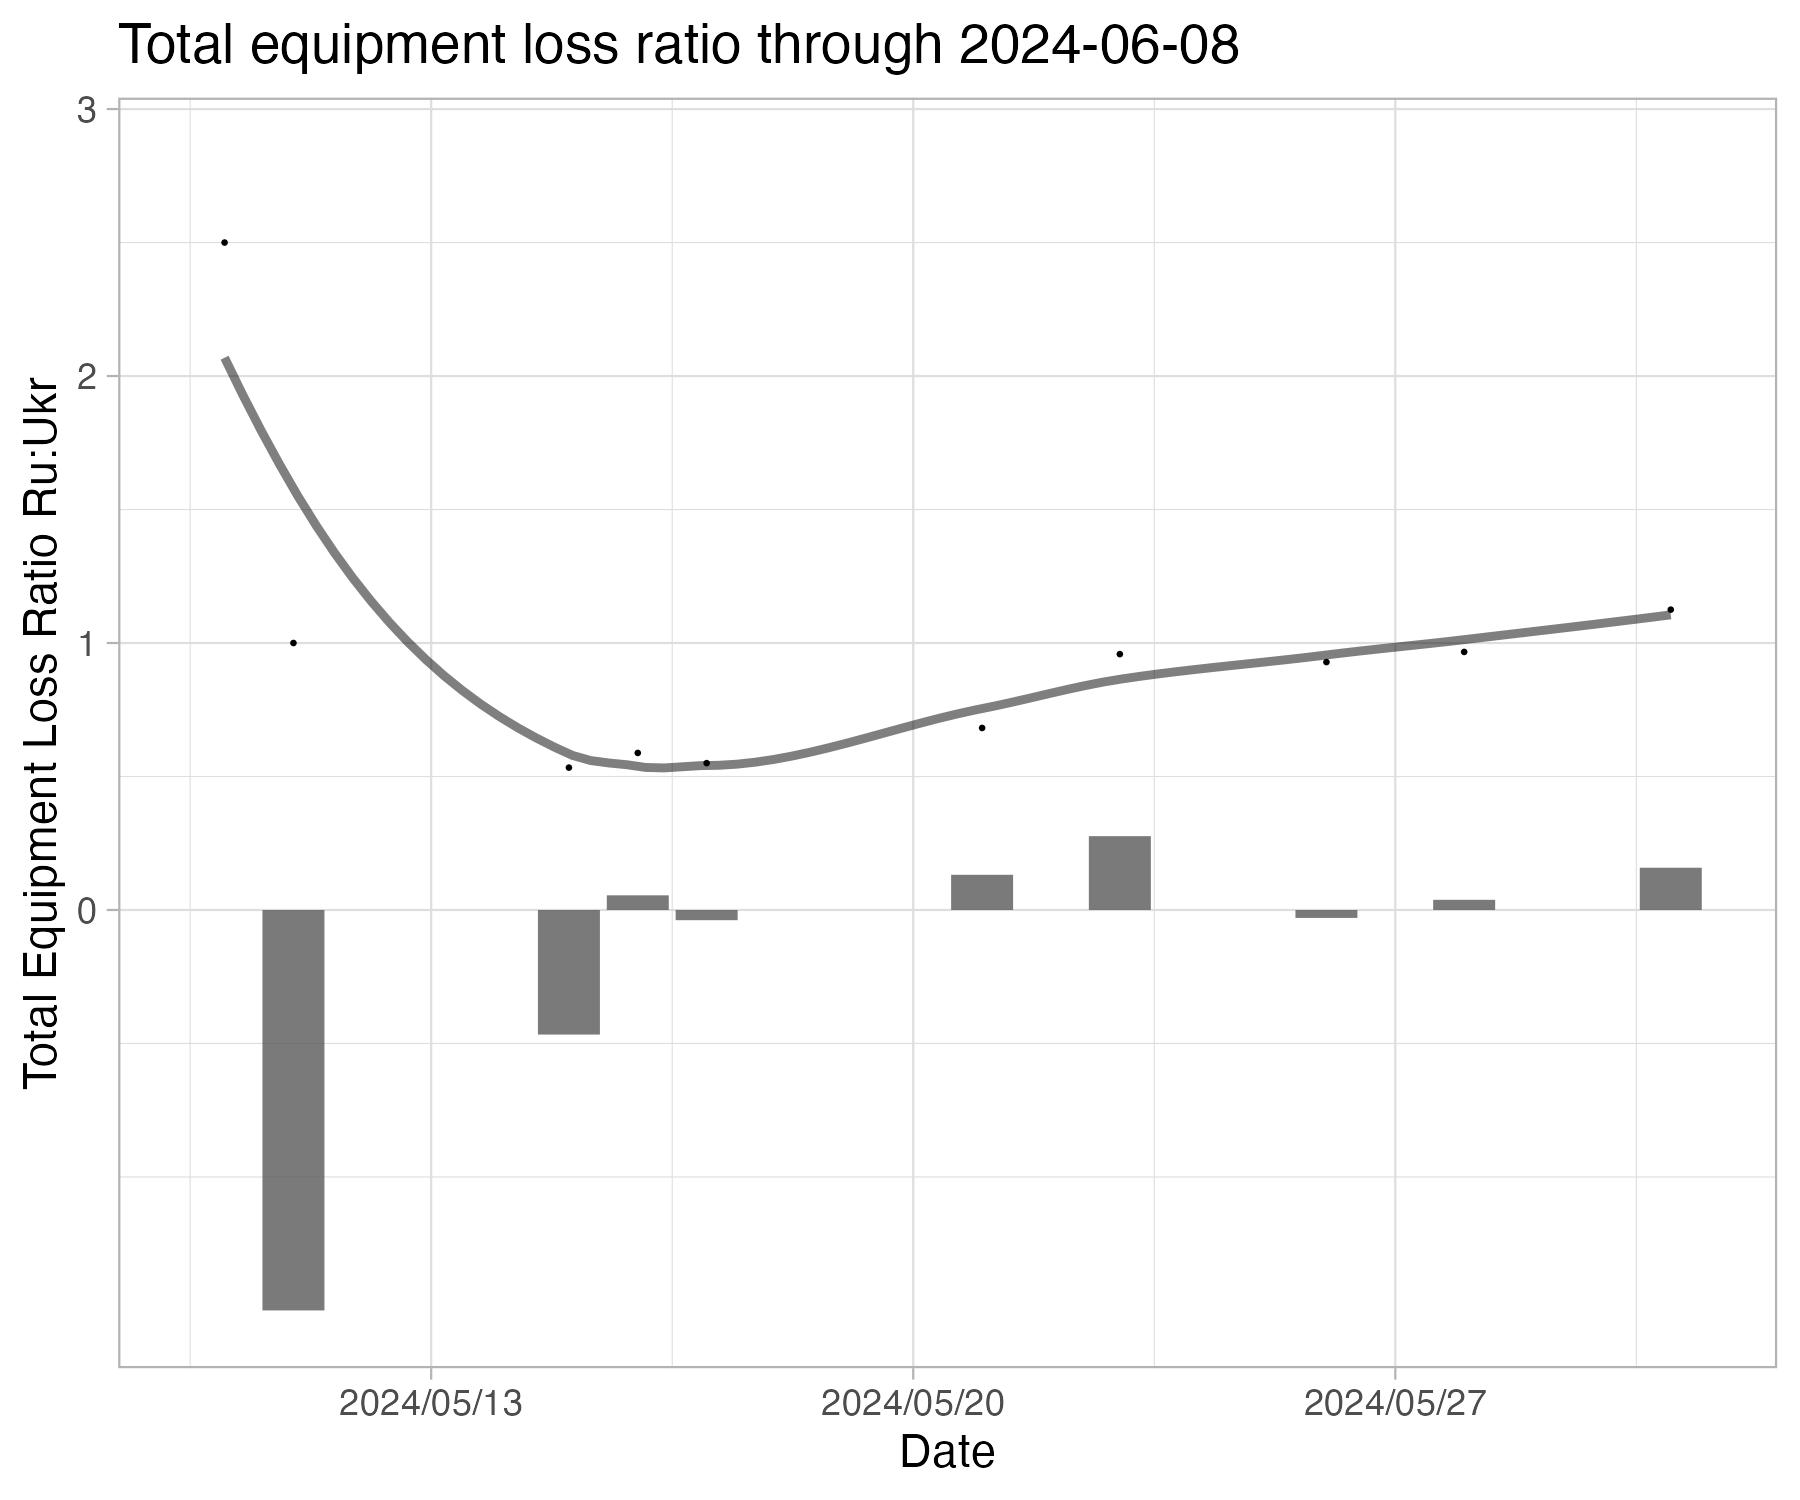 Total equipment loss ratio through 2024-06-08
Total Equipment Loss Ratio Ru:Ukr
3
2
1
0
2024/05/13
2024/05/20
2024/05/27
Date